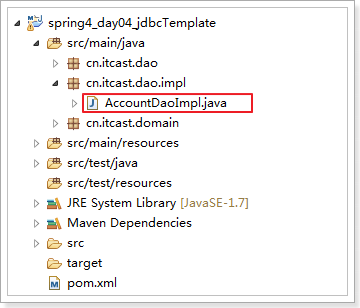 spring4_day04_jdbcTemplate
src/main/java
cn.itcast.dao
cn.itcast.dao.impl
AccountDaoImpl.java
cn.itcast.domain
src/main/resources
src/test/java
src/test/resources
JRE System Library [JavaSE-1.7]
Maven Dependencies
src
target
pom.xml